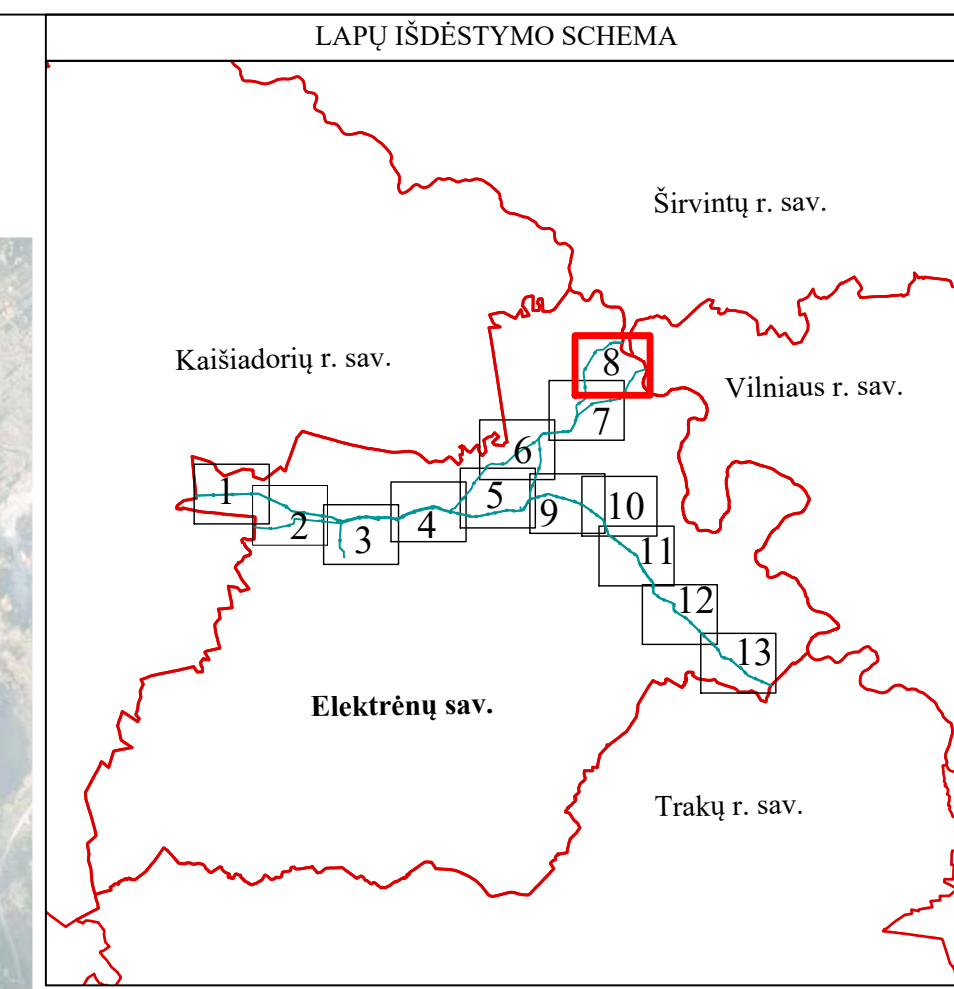 LAPŲ IŠDĖSTYMO SCHEMA
Širvintų r. sav.
Kaišiadorių r. sav.
8
Vilniaus r. sav.
7
6
1
5
2
3
4
9
10
11
12
13
Elektrėnų sav.
Trakų r. sav.